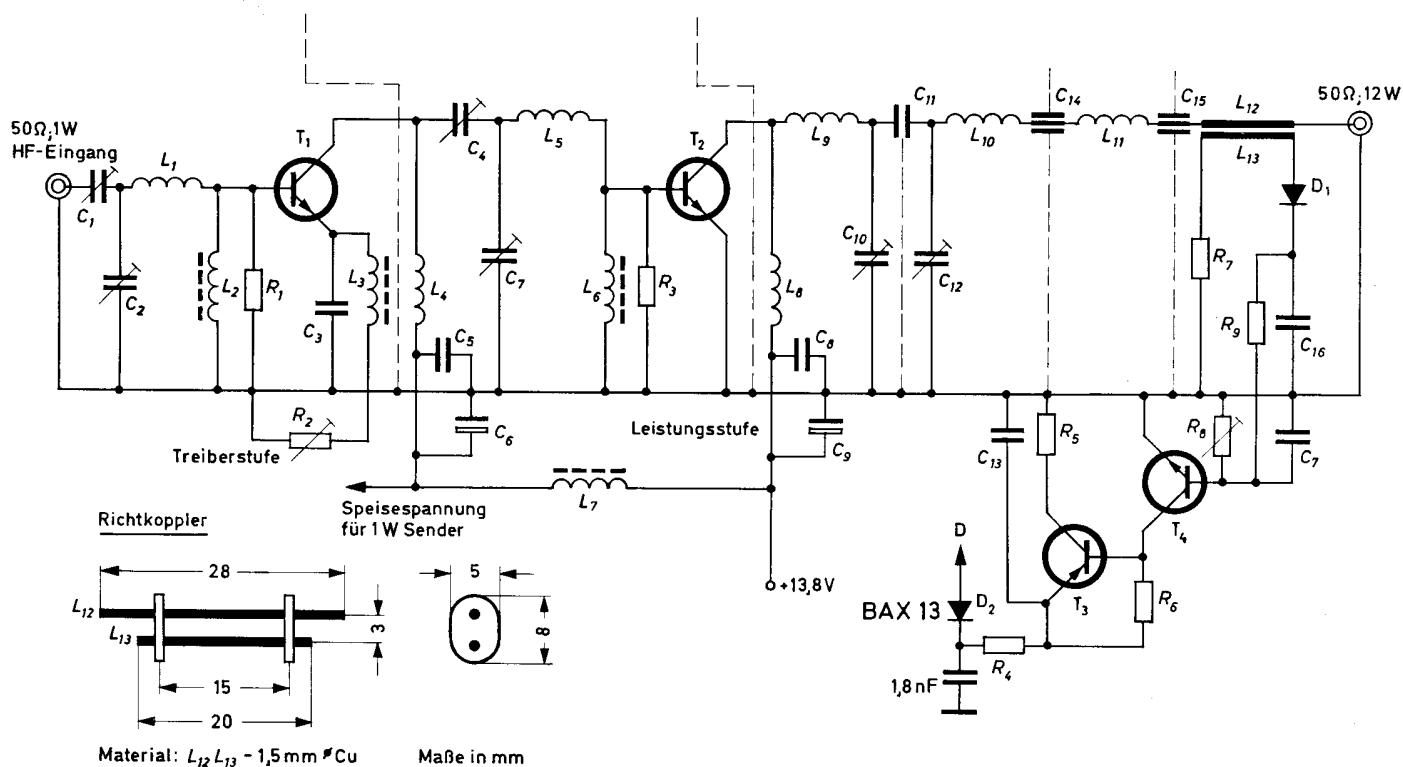 50Ω; 1W
HF-Eingang
C1
C2
L1
L2
R1
T1
C3
L3
R2
Treiberstufe
L4
C4
C5
C6
C7
L5
L6
R3
T2
Leistungsstufe
L7
L8
C8
C9
L9
C10
C11
C12
L10
C14
L11
C15
L12
L13
50Ω; 12W
D1
R7
R9
C16
C13
R5
R8
C7
T4
T3
R6
R4
D
D2
BAX 13
1,8nF
+13,8V
Speisespannung
für 1W Sender
Richtkoppler
28
L12
L13
3
15
20
5
8
Material: L12 L13 - 1,5mm ø Cu
Maße in mm